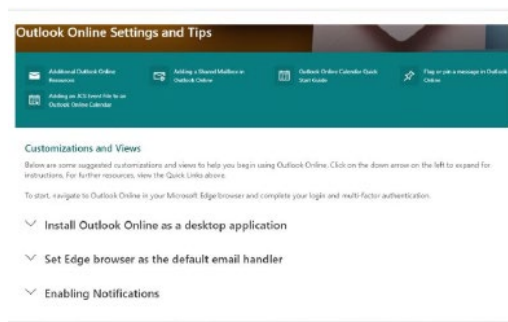 Outlook Online Settings and Tips
Additional Outlook Online
Resources
Adding a Shared Mailbox in
Outlook Online
Outlook Online Calendar Quick
Start Guide
Flag or pin a message in Outlook
Online
Adding an ICS Event File to an
Outlook Online Calendar
Customizations and Views
Below are some suggested customizations and views to help you begin using Outlook Online. Click on the down arrow on the left to expand for
instructions. For further resources, view the Quick Links above.
To start, navigate to Outlook Online in your Microsoft Edge browser and complete your login and multi-factor authentication.
Install Outlook Online as a desktop application
Set Edge browser as the default email handler
Enabling Notifications